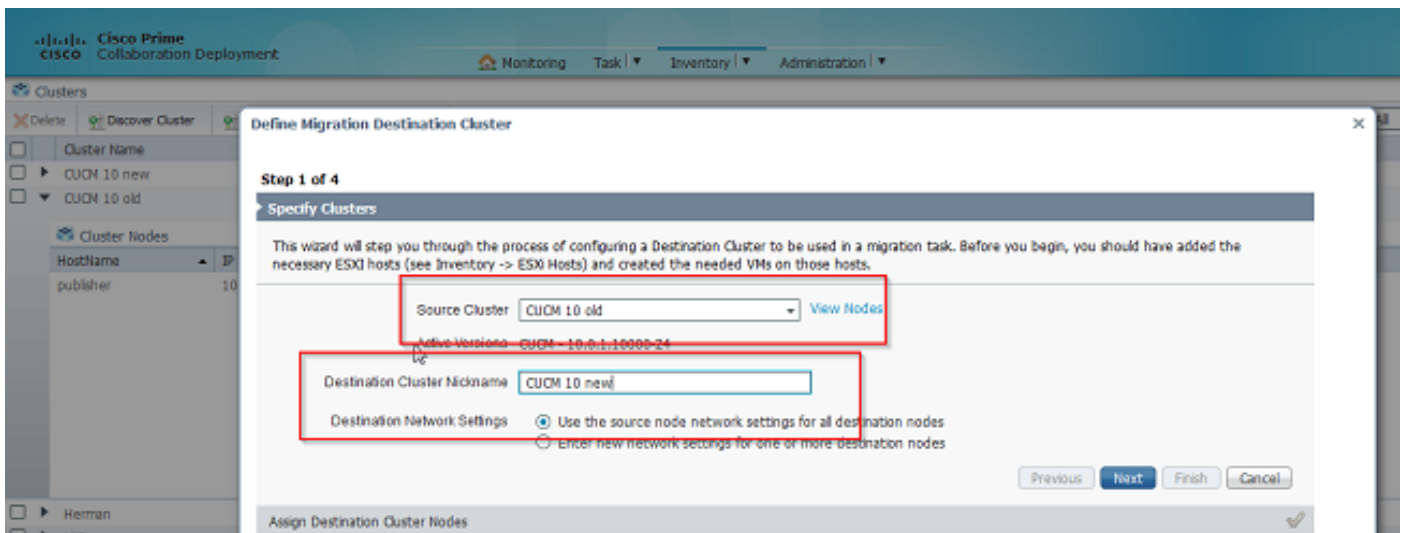 Cisco Prime
CISCO Collaboration Deployment
Monitoring Task Inventory Administration
Clusters
Delete Discover Cluster All
Define Migration Destination Cluster
Cluster Name
CUCM 10 new
Step 1 of 4
CUCM 10 old
Specify Clusters
Cluster Nodes
This wizard will step you through the process of configuring a Destination Cluster to be used in a migration task. Before you begin, you should have added the
HostName IP
necessary ESXI hosts (see Inventory -> ESXi Hosts) and created the needed VMs on those hosts.
publisher 10
Source Cluster CUCM 10 old View Nodes
Active Versions CUCM - 10.0.1.10000-24
Destination Cluster Nickname CUCM 10 new
Destination Network Settings Use the source node network settings for all destination nodes
Enter new network settings for one or more destination nodes
Previous Next Finish Cancel
Herman
Assign Destination Cluster Nodes